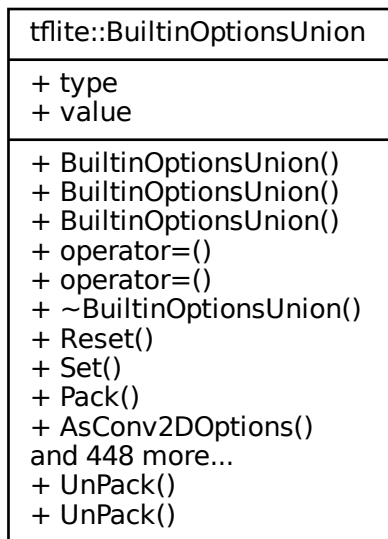 tflite::BuiltinOptionsUnion
+ type
+ value
+ BuiltinOptionsUnion()
+ BuiltinOptionsUnion()
+ BuiltinOptionsUnion()
+ operator=()
+ operator=()
+ ~BuiltinOptionsUnion()
+ Reset()
+ Set()
+ Pack()
+ AsConv2DOptions()
and 448 more...
+ UnPack()
+ UnPack()